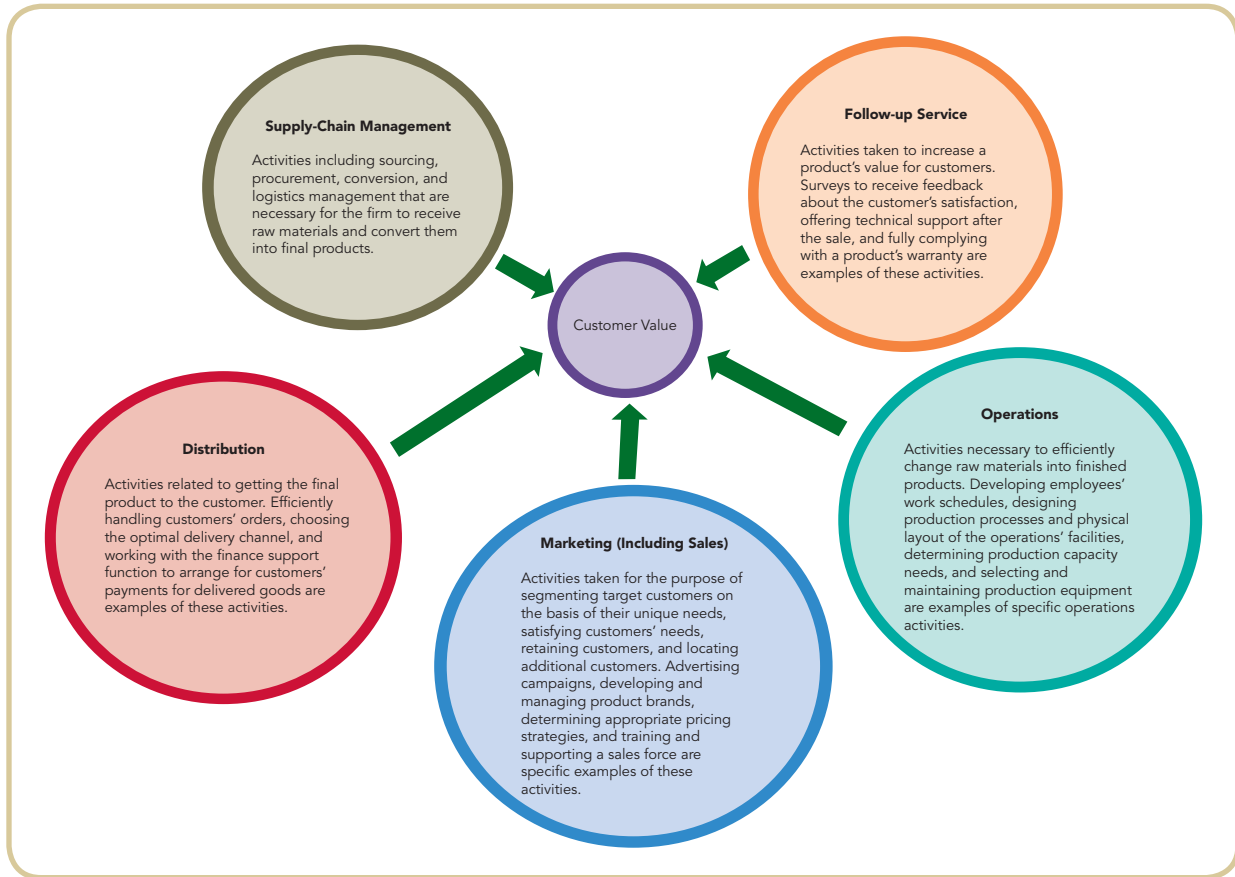 Supply-Chain Management
Activities including sourcing,
procurement, conversion, and
logistics management that are
necessary for the firm to receive
raw materials and convert them
into final products.
Follow-up Service
Activities taken to increase a
product’s value for customers.
Surveys to receive feedback
about the customer’s satisfaction,
offering technical support after
the sale, and fully complying
with a product’s warranty are
examples of these activities.
Customer Value
Distribution
Activities related to getting the final
product to the customer. Efficiently
handling customers’ orders, choosing
the optimal delivery channel, and
working with the finance support
function to arrange for customers’
payments for delivered goods are
examples of these activities.
Marketing (Including Sales)
Activities taken for the purpose of
segmenting target customers on
the basis of their unique needs,
satisfying customers’ needs,
retaining customers, and locating
additional customers. Advertising
campaigns, developing and
managing product brands,
determining appropriate pricing
strategies, and training and
supporting a sales force are
specific examples of these
activities.
Operations
Activities necessary to efficiently
change raw materials into finished
products. Developing employees’
work schedules, designing
production processes and physical
layout of the operations’ facilities,
determining production capacity
needs, and selecting and
maintaining production equipment
are examples of specific operations
activities.